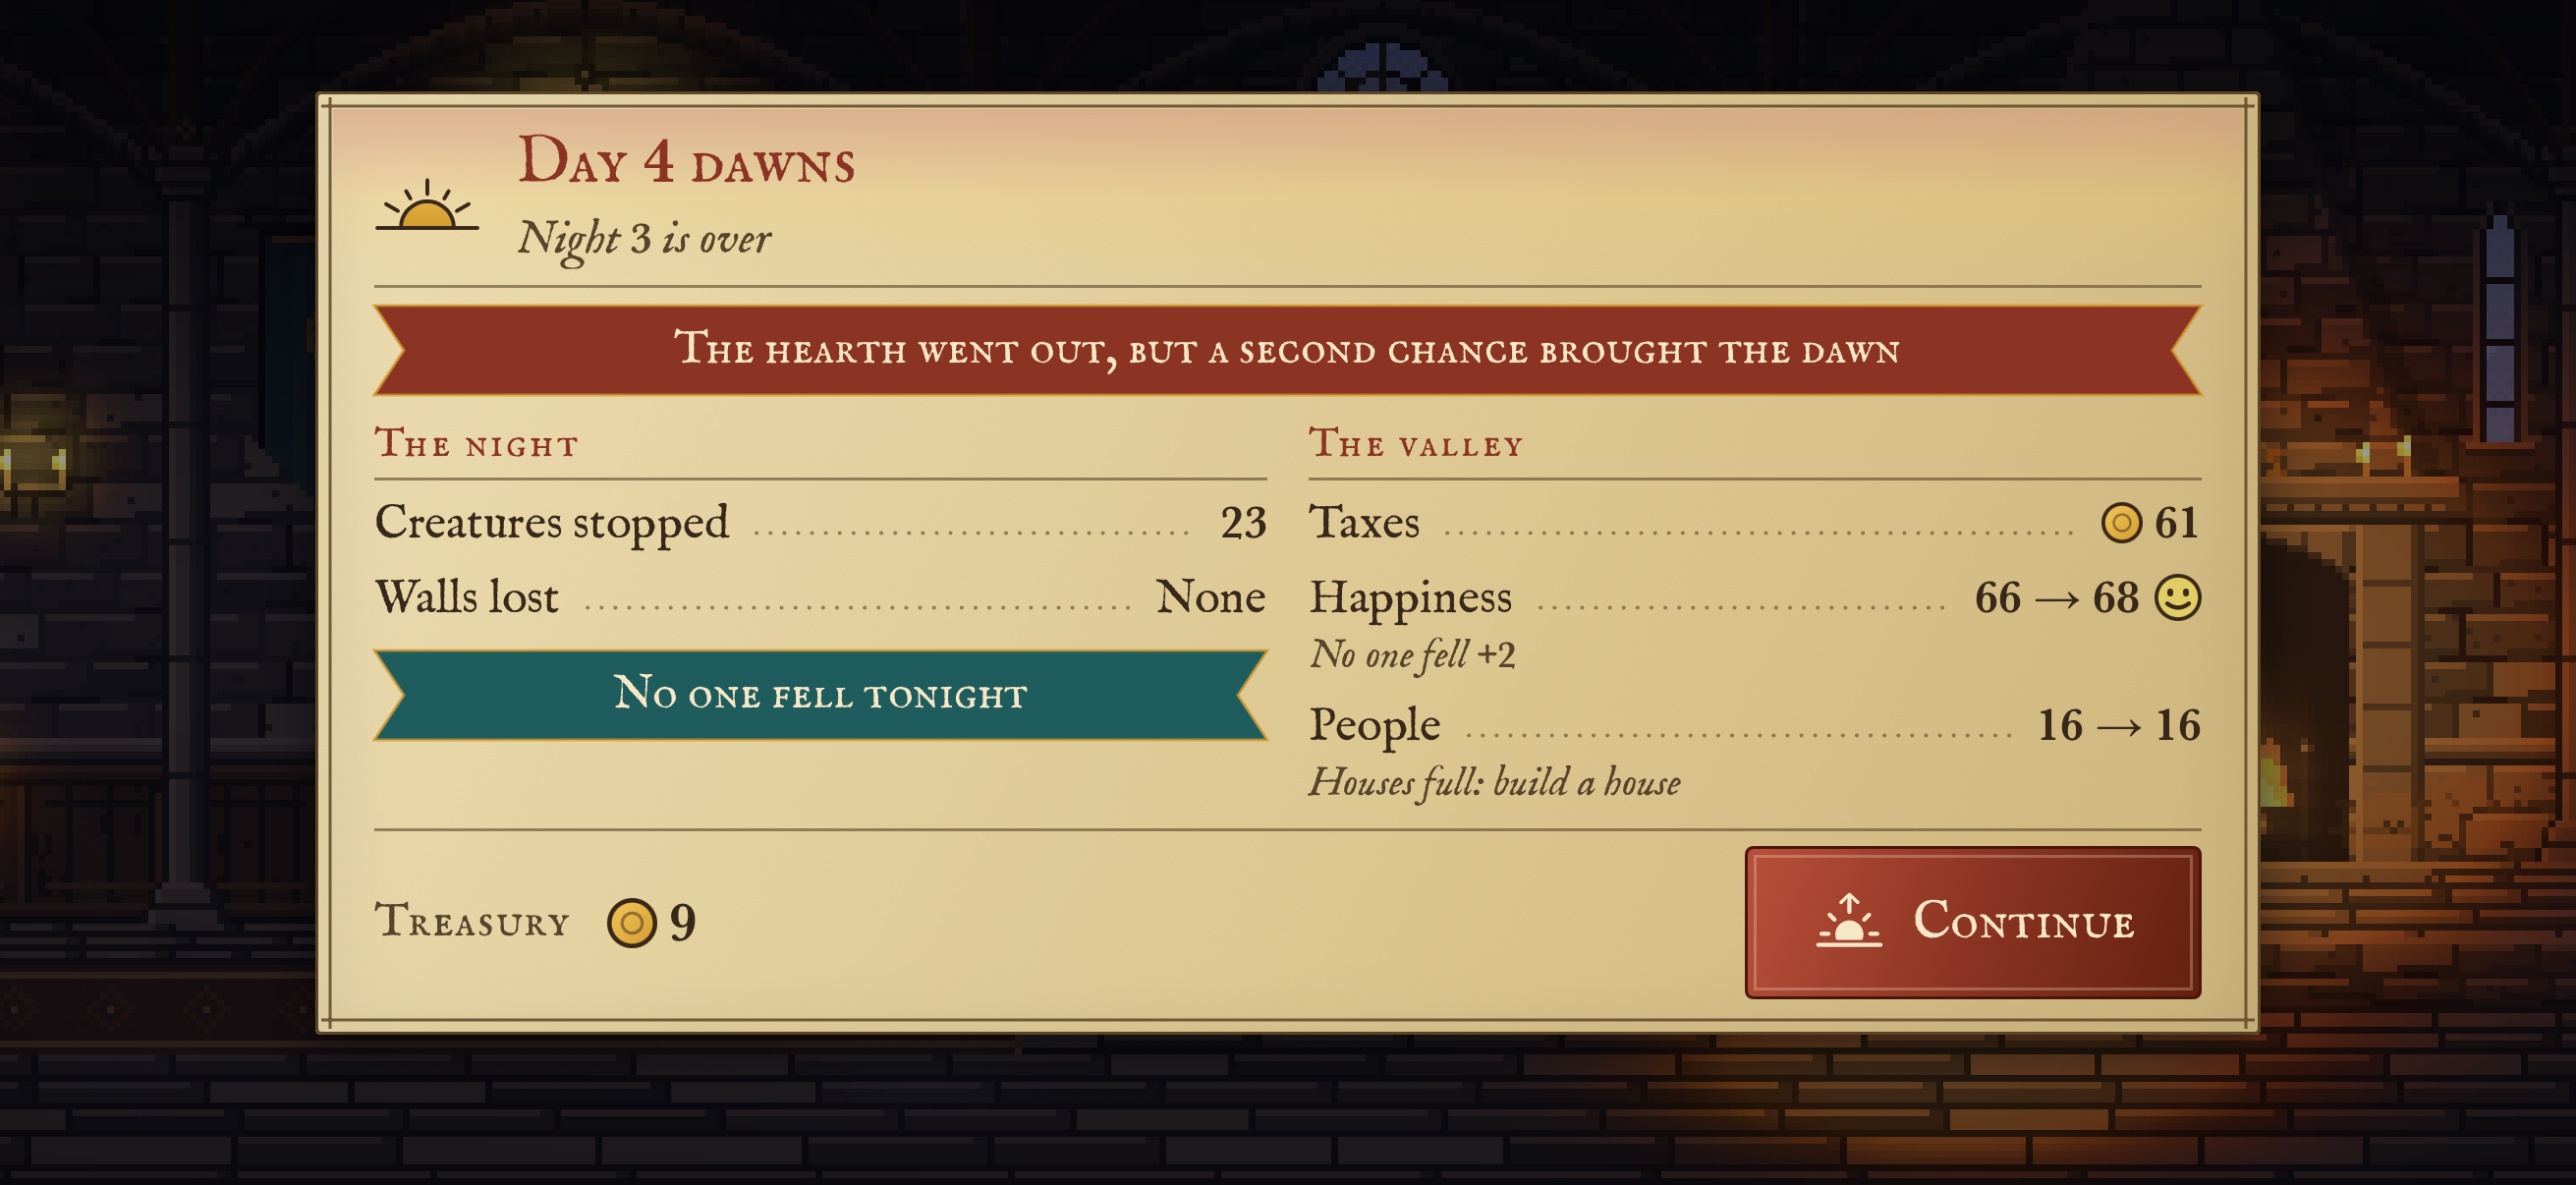 Day 4 dawns
Night 3 is over
The hearth went out, but a second chance brought the dawn
The night
Creatures stopped 23
Walls lost None
No one fell tonight
The valley
Taxes 61
Happiness 66 → 68
No one fell +2
People 16 → 16
Houses full: build a house
Treasury 9
Continue